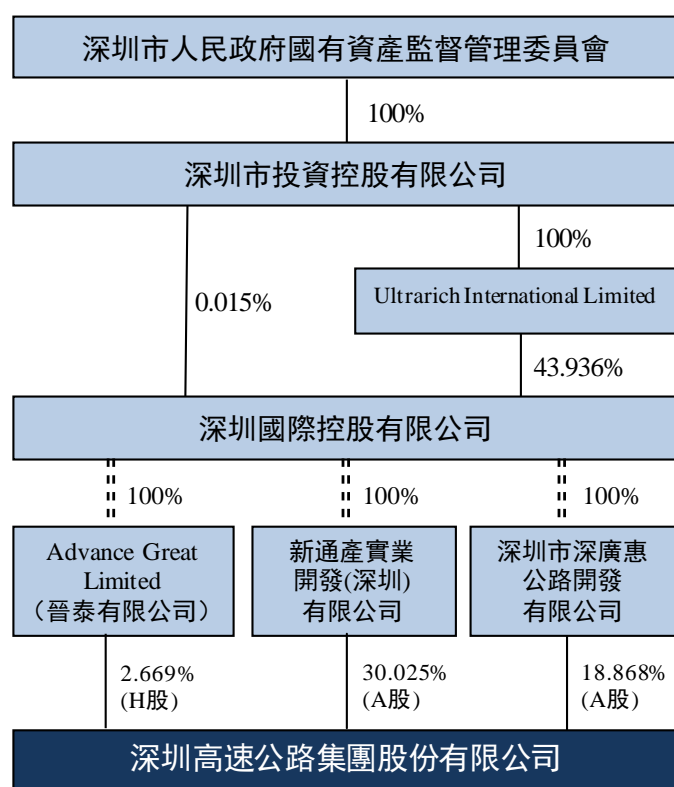 深圳市人民政府國有資產監督管理委員會
100%
深圳市投資控股有限公司
100%
0.015%
Ultrarich International Limited
43.936%
深圳國際控股有限公司
100%
100%
100%
Advance Great
Limited
（晉泰有限公司）
新通產實業
開發(深圳)
有限公司
深圳市深廣惠
公路開發
有限公司
2.669%
(H股)
30.025%
(A股)
18.868%
(A股)
深圳高速公路集團股份有限公司